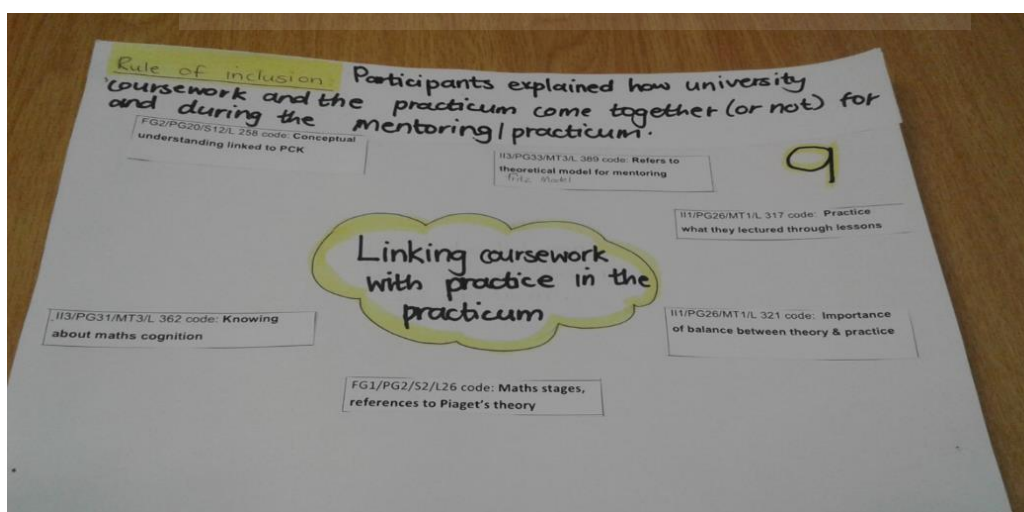 Rule of inclusion: Participants explained how university
coursework and the practicum come together (or not) for
and during the mentoring/practicum.
FG2/PG20/S12/L 258 code: Conceptual
understanding linked to PCK
II3/PG33/MT3/L 389 code: Refers to
theoretical model for mentoring
fritz Model
9
II1/PG26/MT1/L 317 code: Practice
what they lectured through lessons
Linking coursework
with practice in the
practicum
II3/PG31/MT3/L 362 code: Knowing
about maths cognition
II1/PG26/MT1/L 321 code: Importance
of balance between theory & practice
FG1/PG2/S2/L26 code: Maths stages,
references to Piaget's theory